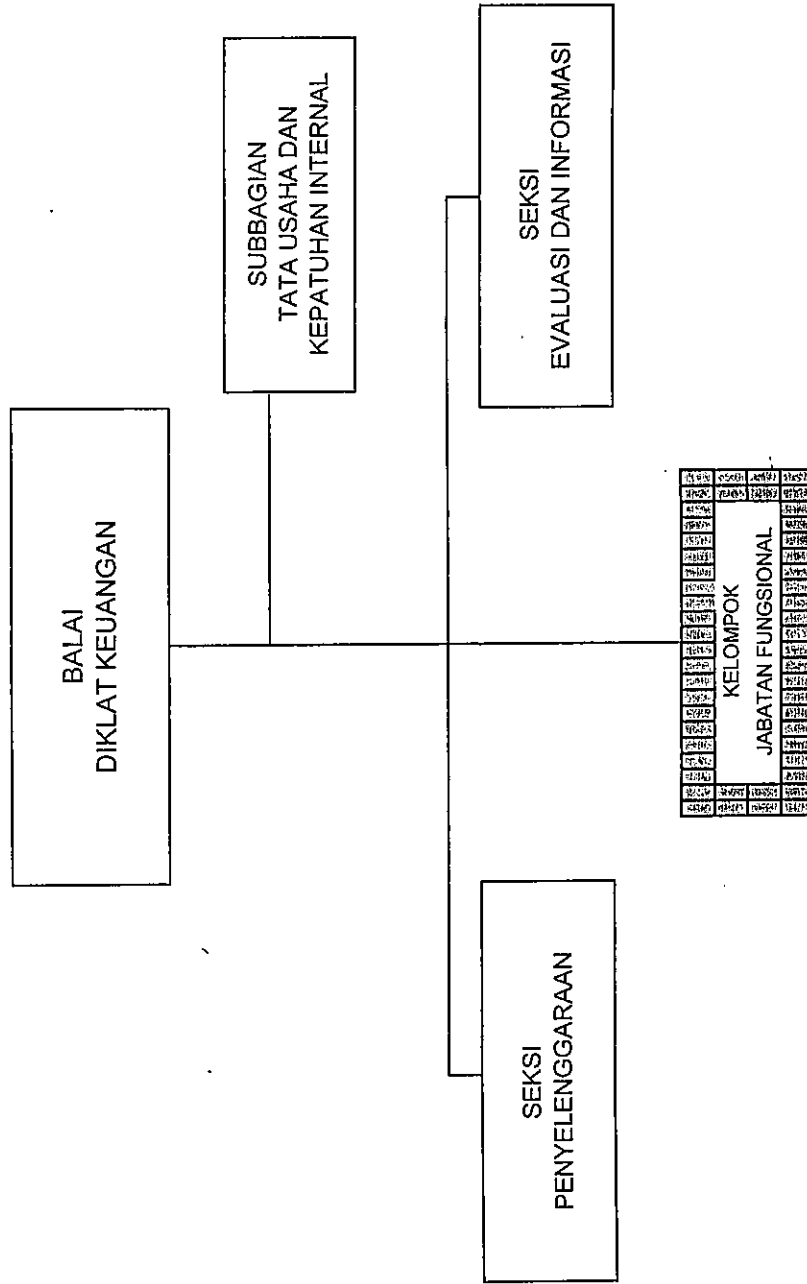 BALAI
DIKLAT KEUANGAN
SUBBAGIAN
TATA USAHA DAN
KEPATUHAN INTERNAL
SEKSI
PENYELENGGARAAN
SEKSI
EVALUASI DAN INFORMASI
KELOMPOK
JABATAN FUNGSIONAL